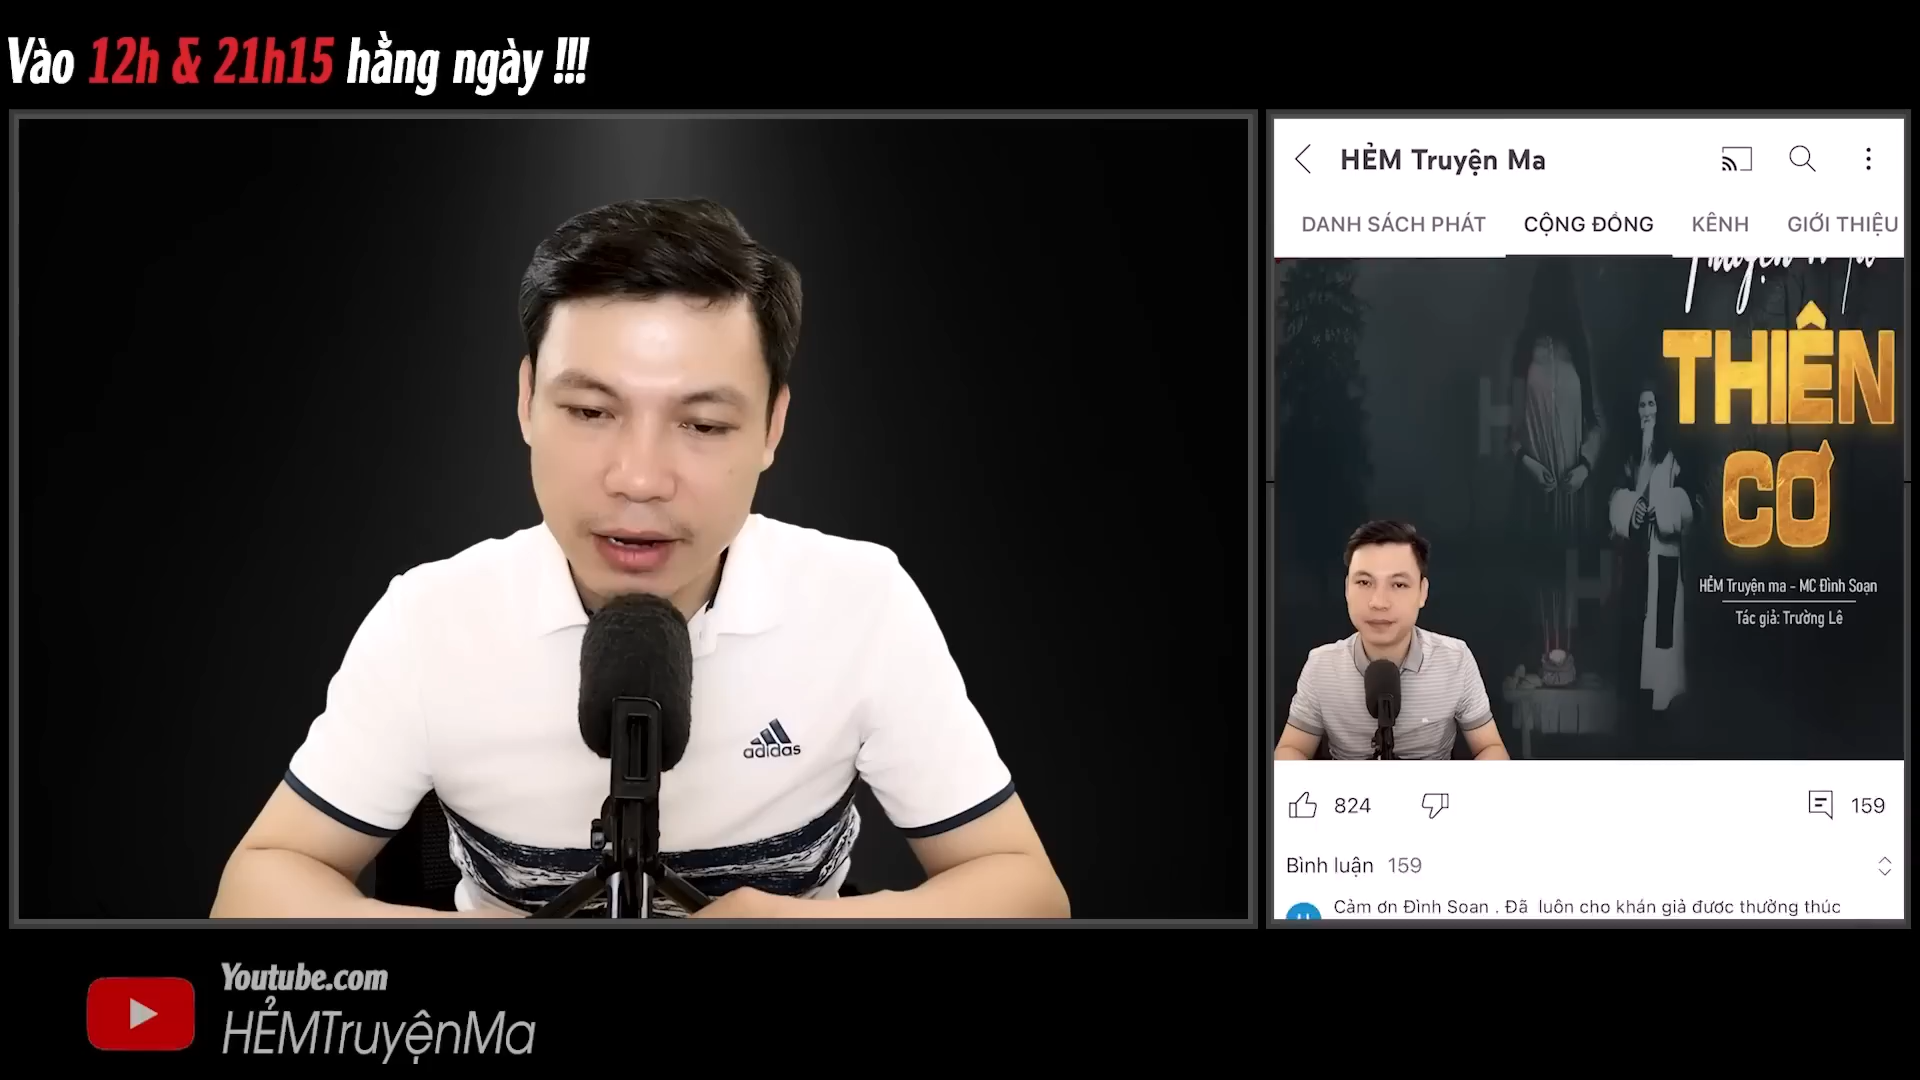 Vào 12h & 21h15 hằng ngày !!!
adidas
HẺM Truyện Ma
DANH SÁCH PHÁT
CỘNG ĐỒNG
KÊNH
GIỚI THIỆU
THIÊN
CƠ
HẺM Truyện ma - MC Đình Soạn
Tác giả: Trường Lê
824
159
Bình luận 159
Cảm ơn Đình Soạn . Đã luôn cho khán giả được thưởng thức
Youtube.com
HẺMTruyệnMa